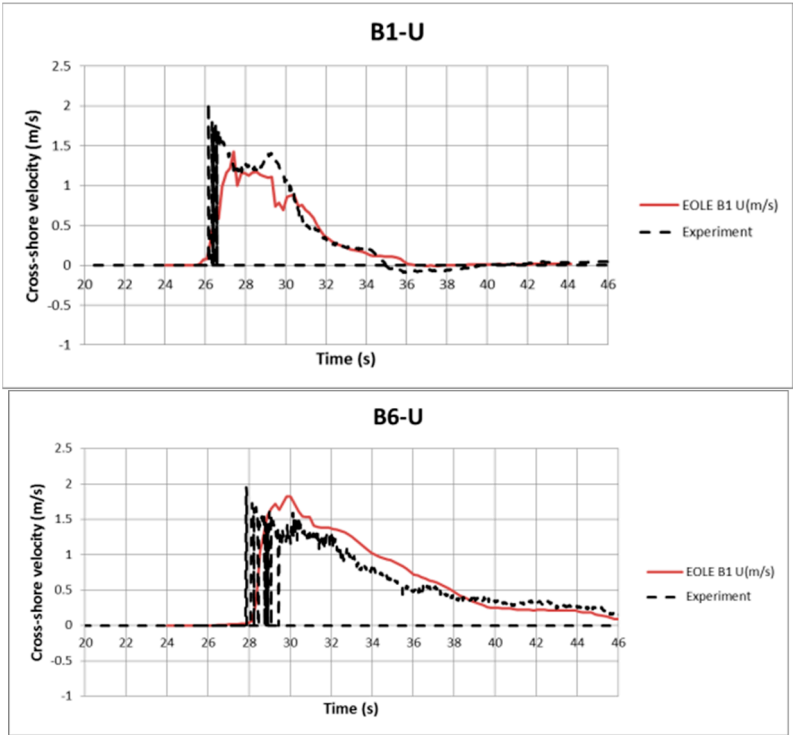 B1-U
2.5
2
1.5
1
0.5
0
-0.5
-1
20 22 24 26 28 30 32 34 36 38 40 42 44 46
Cross-shore velocity (m/s)
Time (s)
EOLE B1 U(m/s)
Experiment
B6-U
2.5
2
1.5
1
0.5
0
-0.5
-1
20 22 24 26 28 30 32 34 36 38 40 42 44 46
Cross-shore velocity (m/s)
Time (s)
EOLE B1 U(m/s)
Experiment